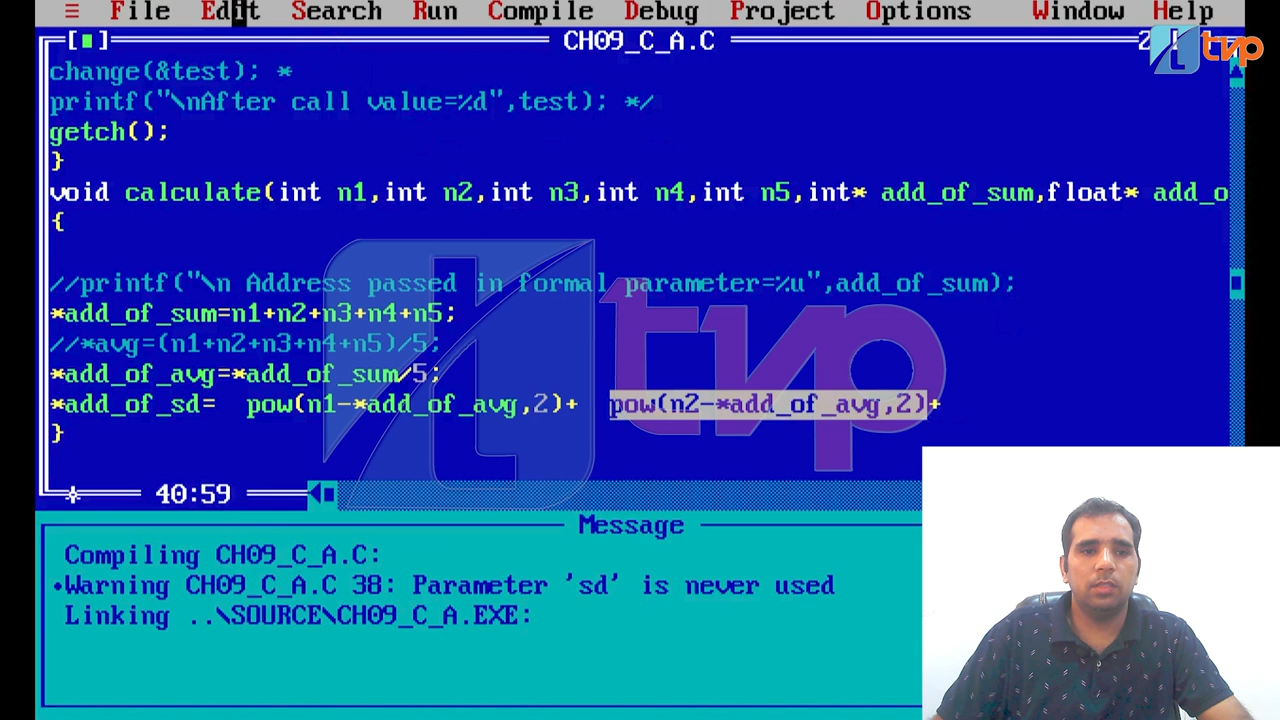 ≡ File Edit Search Run Compile Debug Project Options Window Help
CH09_C_A.C
tvp
change(&test); *
printf("\nAfter call value=%d",test); */
getch();
}
void calculate(int n1,int n2,int n3,int n4,int n5,int* add_of_sum,float* add_o
{
//printf("\n Address passed in formal parameter=%u",add_of_sum);
*add_of_sum=n1+n2+n3+n4+n5;
//*avg=(n1+n2+n3+n4+n5)/5;
*add_of_avg=*add_of_sum/5;
*add_of_sd= pow(n1-*add_of_avg,2)+ pow(n2-*add_of_avg,2)+
}
tvp
40:59
Message
Compiling CH09_C_A.C:
•Warning CH09_C_A.C 38: Parameter 'sd' is never used
Linking ..\SOURCE\CH09_C_A.EXE: